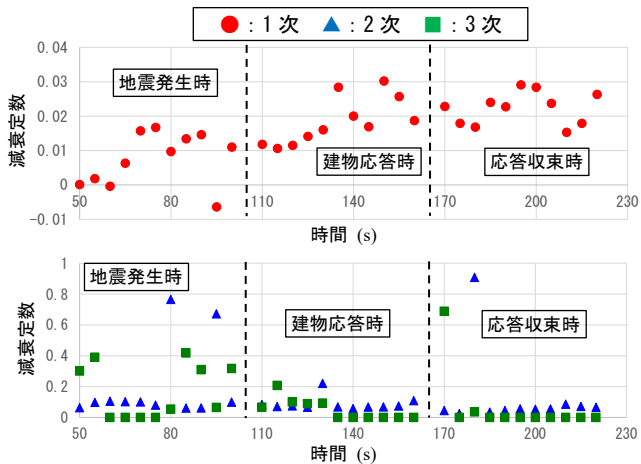 ●：1 次 ▲：2 次 ■：3 次
0.04
0.03
0.02
0.01
0
-0.01
減衰定数
地震発生時
建物応答時
応答収束時
50 80 110 140 170 200 230
時間 (s)
1
0.8
0.6
0.4
0.2
0
減衰定数
地震発生時
建物応答時
応答収束時
50 80 110 140 170 200 230
時間 (s)